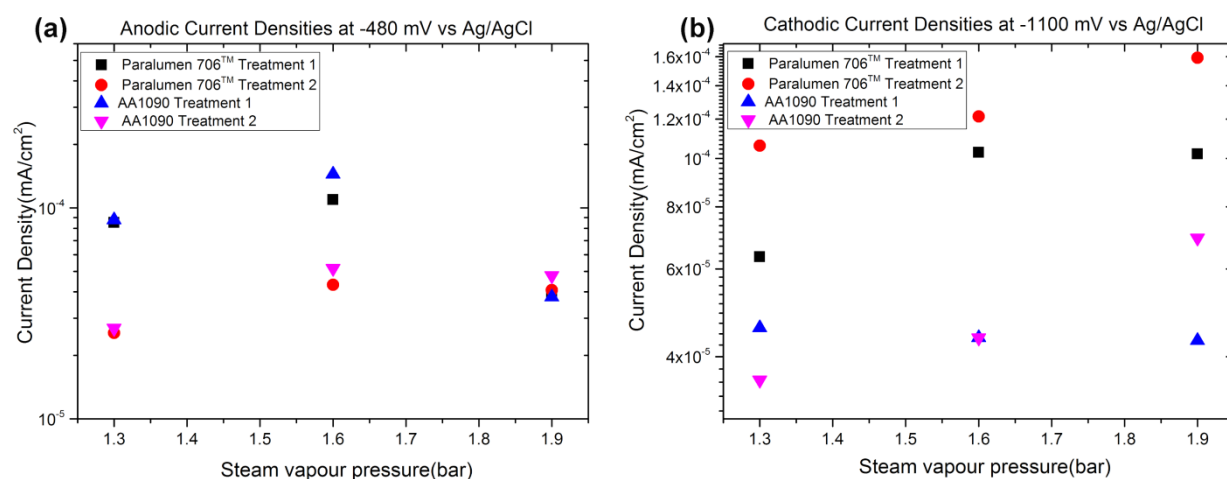 (a)
Anodic Current Densities at -480 mV vs Ag/AgCl
Paralumen 706™ Treatment 1
Paralumen 706™ Treatment 2
AA1090 Treatment 1
AA1090 Treatment 2
Current Density(mA/cm²)
10⁻⁴
10⁻⁵
1.3 1.4 1.5 1.6 1.7 1.8 1.9
Steam vapour pressure(bar)
(b)
Cathodic Current Densities at -1100 mV vs Ag/AgCl
Paralumen 706™ Treatment 1
Paralumen 706™ Treatment 2
AA1090 Treatment 1
AA1090 Treatment 2
Current Density(mA/cm²)
1.6x10⁻⁴
1.4x10⁻⁴
1.2x10⁻⁴
10⁻⁴
8x10⁻⁵
6x10⁻⁵
4x10⁻⁵
1.3 1.4 1.5 1.6 1.7 1.8 1.9
Steam vapour pressure(bar)